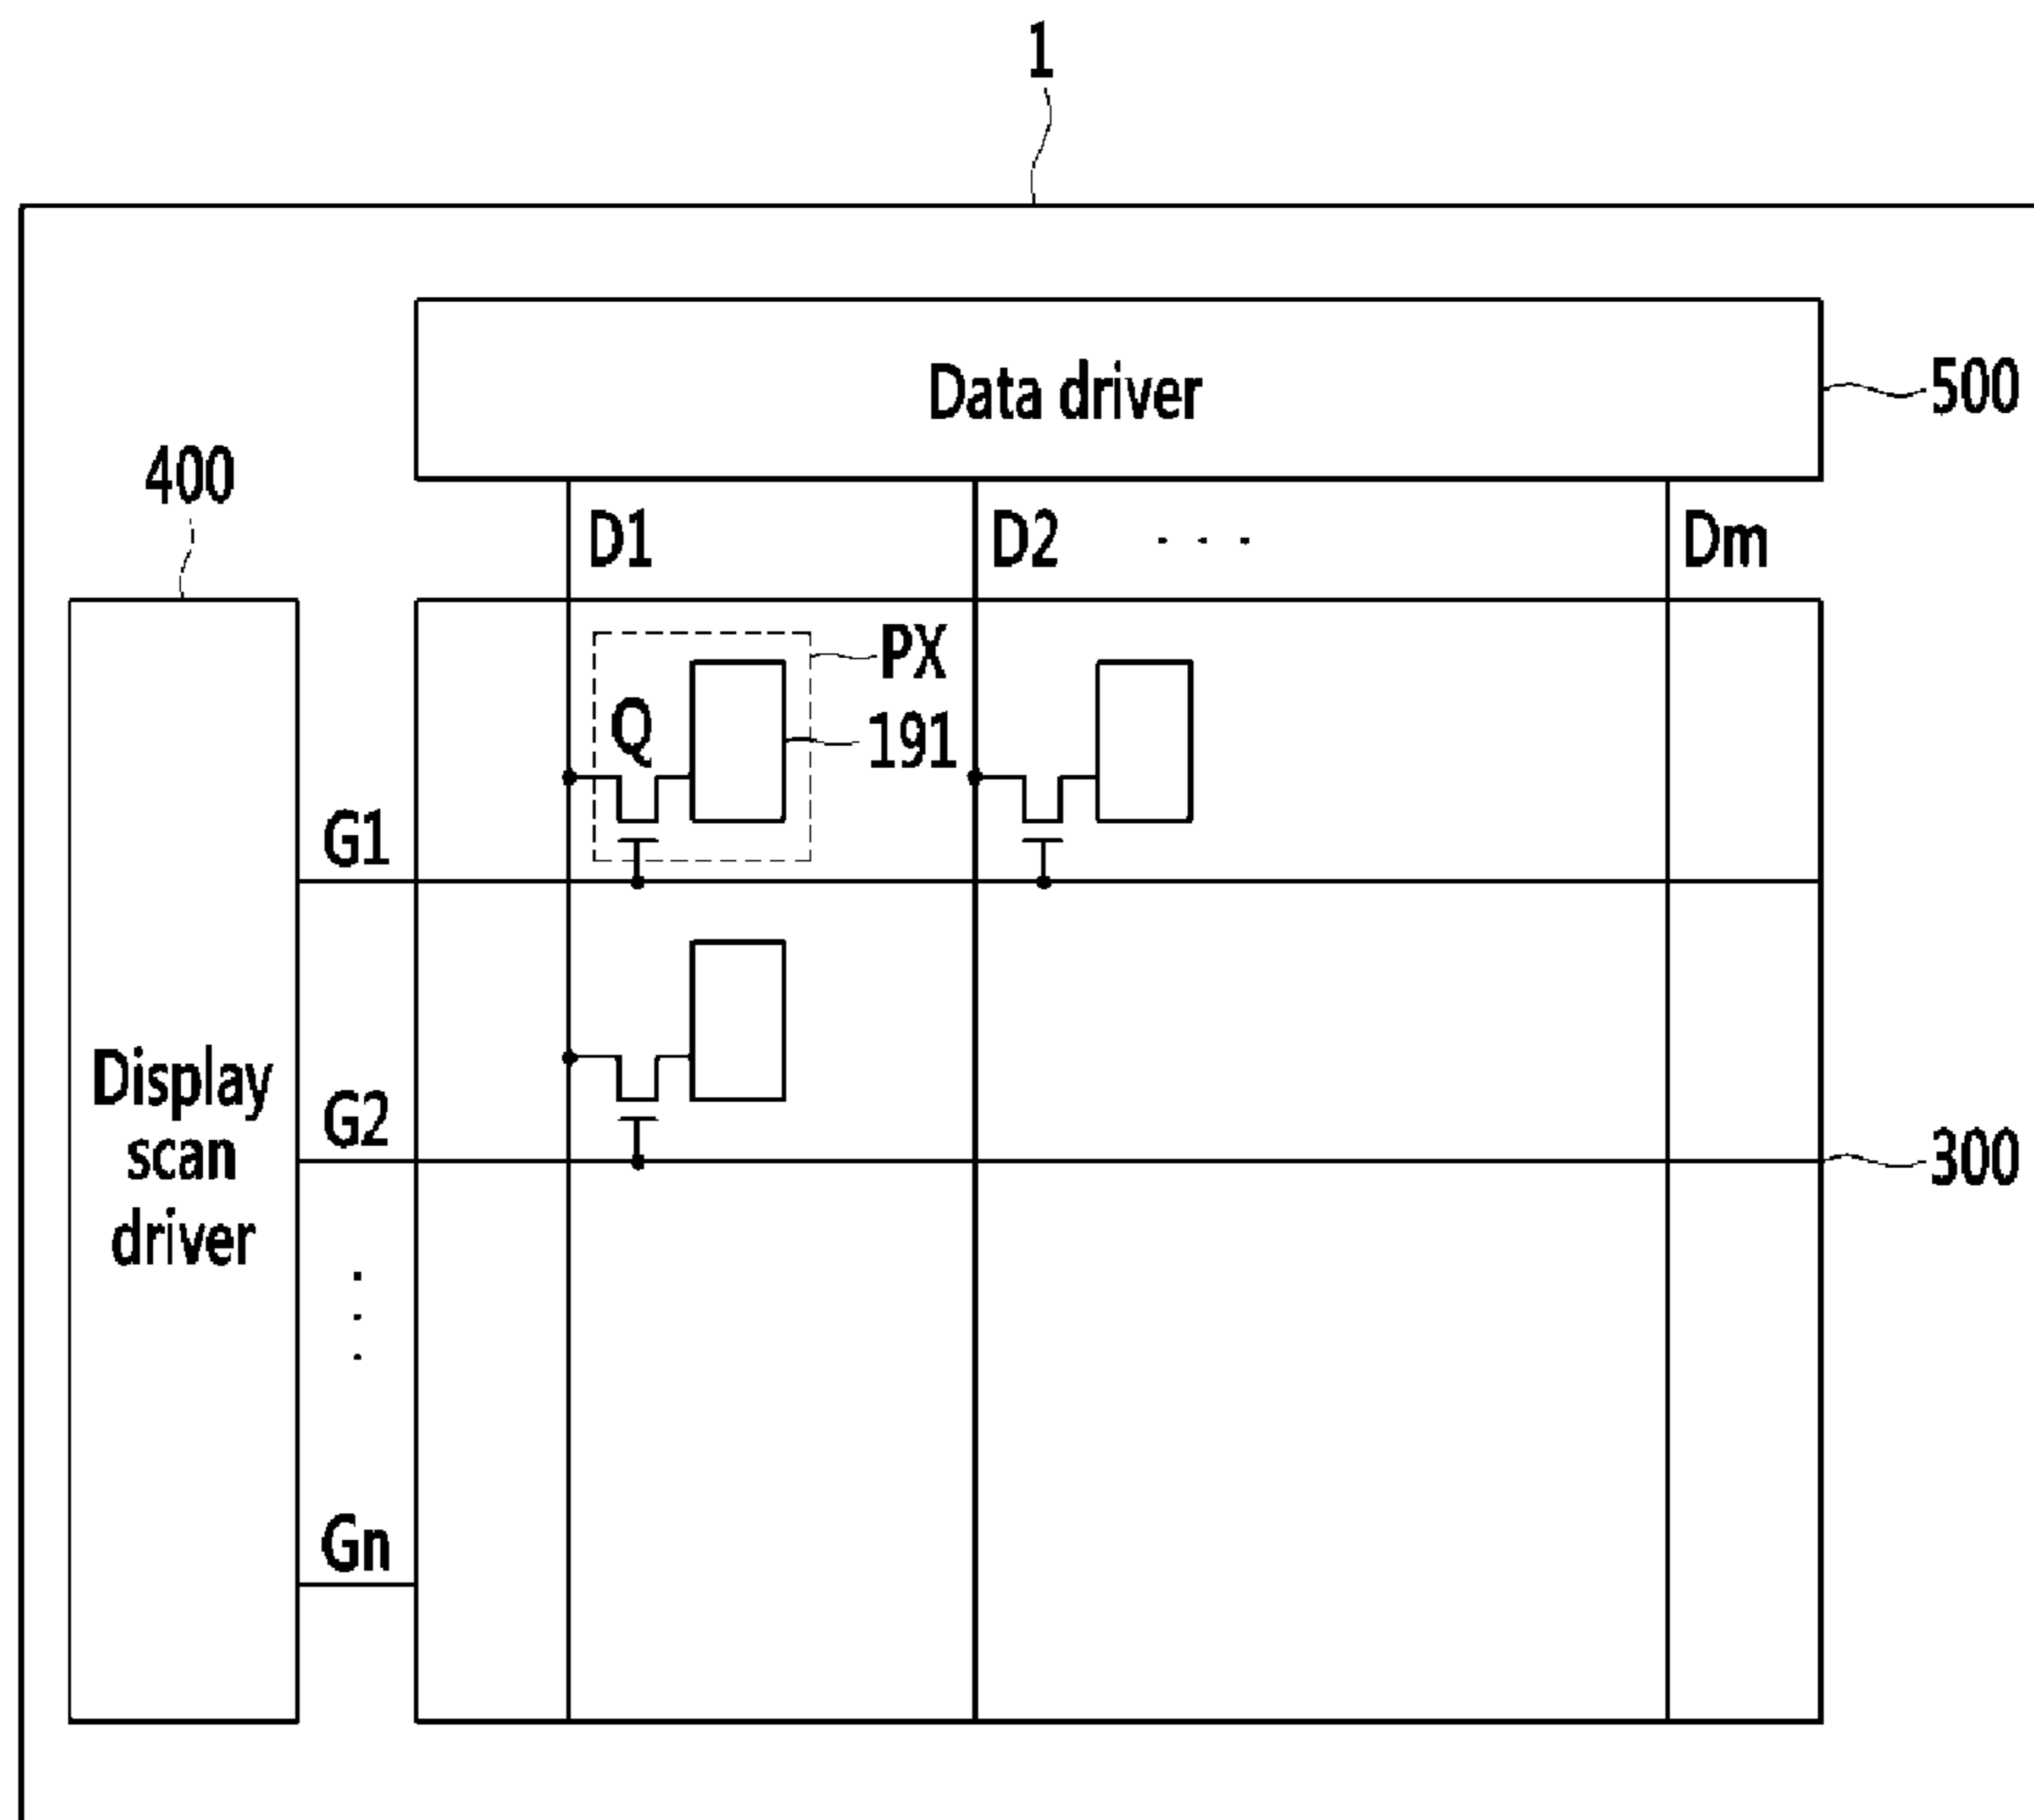 1
Data driver
500
400
D1
D2
. . .
Dm
PX
Q
191
G1
Display
scan
driver
G2
300
. . .
Gn